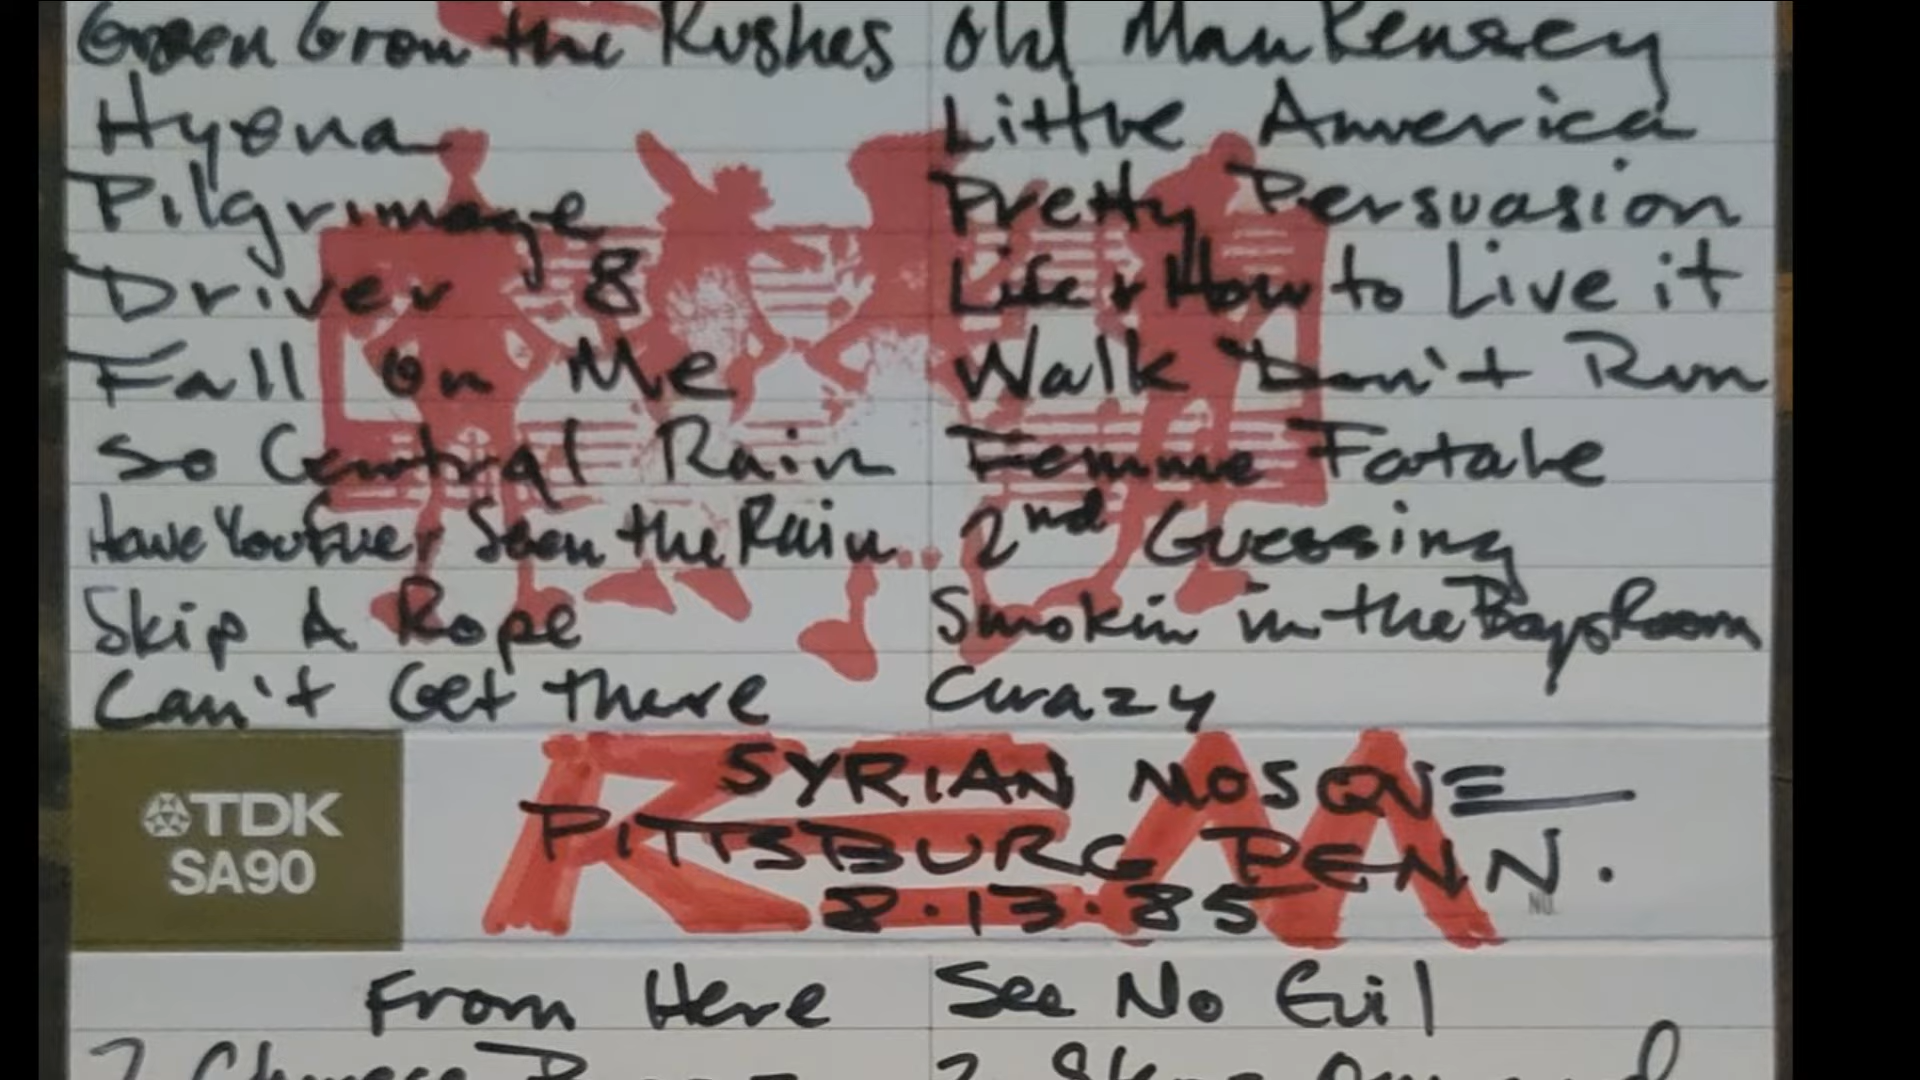 Green Grow the Rushes
Hyena
Pilgrimage
Driver 8
Fall on Me
So Central Rain
Have You Ever Seen the Rain
Skip A Rope
Can't Get There
Old Man Kensey
Little America
Pretty Persuasion
Life + How to Live it
Walk Don't Run
Femme Fatale
2nd Guessing
Smokin in the Boys Room
Crazy
TDK
SA90
REM
SYRIAN MOSQUE
PITTSBURG PENN.
8.13.85
NO.
From Here
See No Evil